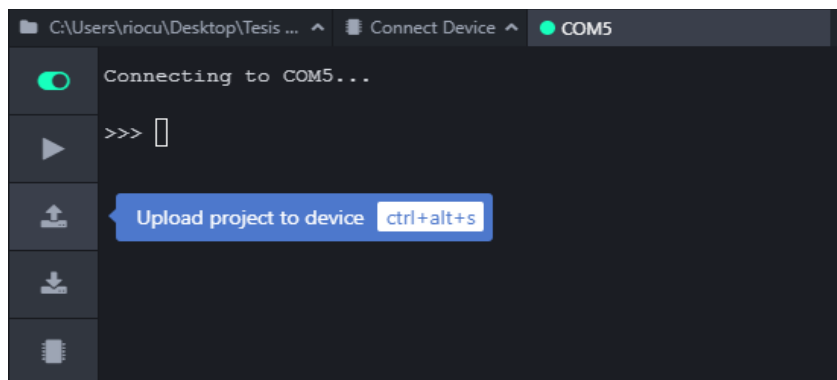 C:\Users\riocu\Desktop\Tesis ... Connect Device COM5
Connecting to COM5...
>>>
Upload project to device ctrl+alt+s